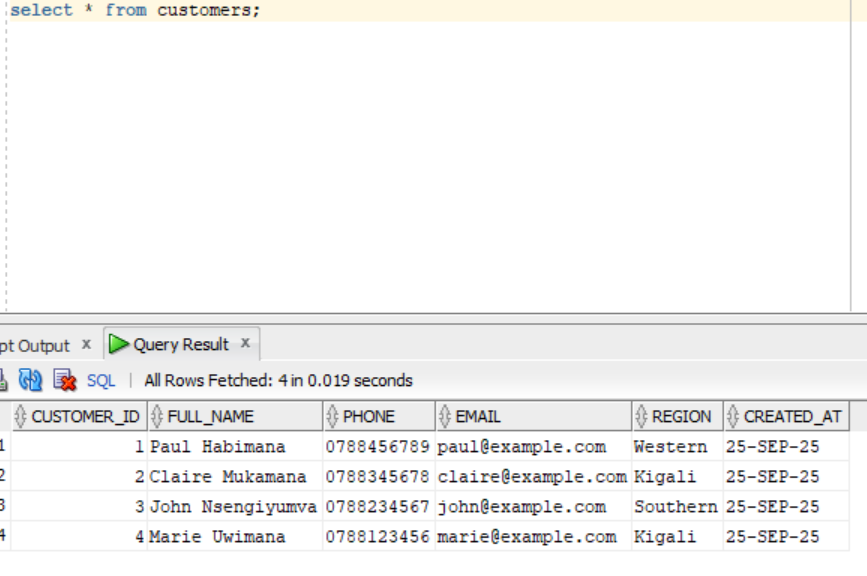 select * from customers;
pt Output x Query Result x
SQL | All Rows Fetched: 4 in 0.019 seconds
CUSTOMER_ID FULL_NAME PHONE EMAIL REGION CREATED_AT
1 1 Paul Habimana 0788456789 paul@example.com Western 25-SEP-25
2 2 Claire Mukamana 0788345678 claire@example.com Kigali 25-SEP-25
3 3 John Nsengiyumva 0788234567 john@example.com Southern 25-SEP-25
4 4 Marie Uwimana 0788123456 marie@example.com Kigali 25-SEP-25